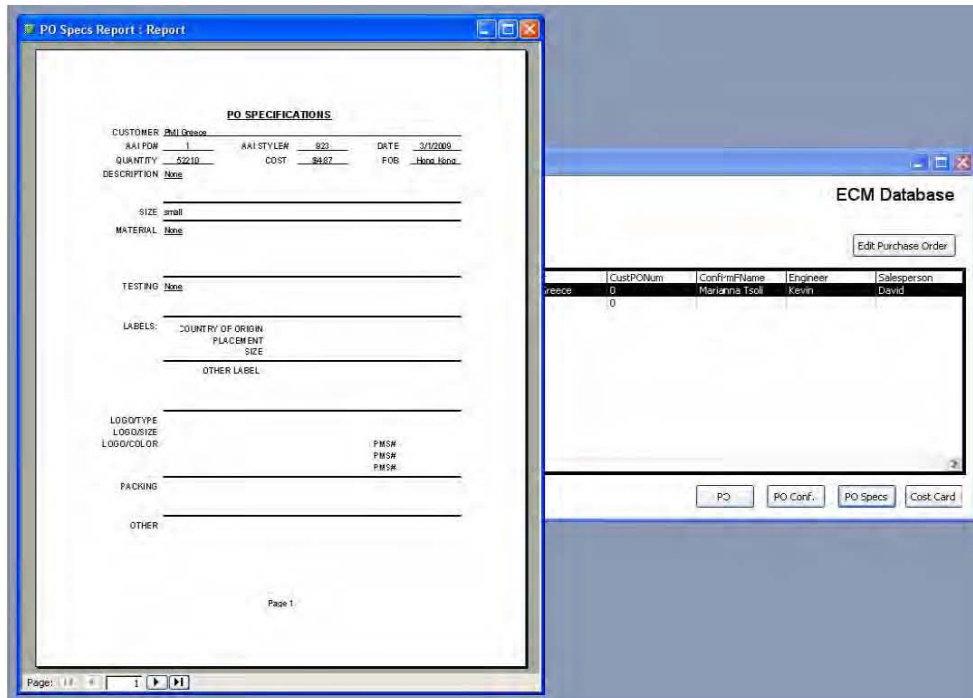 PO Specs Report : Report
PO SPECIFICATIONS
CUSTOMER PMI Greece
AAI PO# 1 AAI STYLE# 923 DATE 3/1/2009
QUANTITY 52210 COST $4.87 FOB Hong Kong
DESCRIPTION None
SIZE small
MATERIAL None
TESTING None
LABELS: COUNTRY OF ORIGIN
PLACEMENT
SIZE
OTHER LABEL
LOGO/TYPE
LOGO/SIZE
LOGO/COLOR PMS#
PMS#
PMS#
PACKING
OTHER
Page 1
Page: 1
ECM Database
Edit Purchase Order
CustPONum ConfirmFName Engineer Salesperson
reece 0 Marianna Tsoli Kevin David
0
PO PO Conf. PO Specs Cost Card